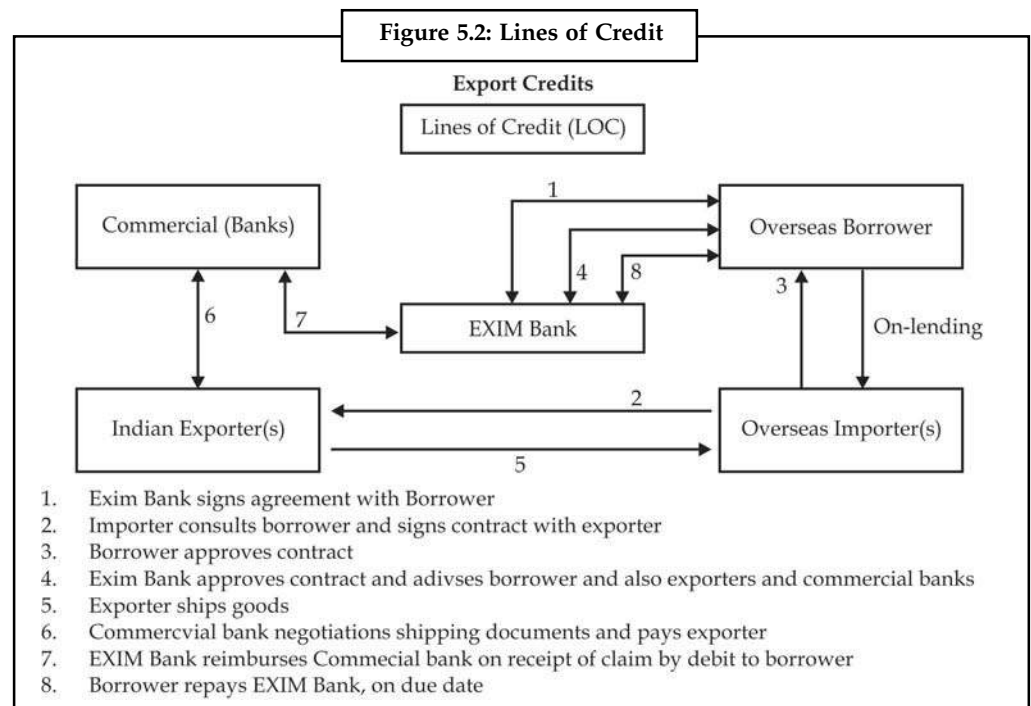 Figure 5.2: Lines of Credit
Export Credits
Lines of Credit (LOC)
1
Commercial (Banks)
Overseas Borrower
4
8
3
6
7
EXIM Bank
On-lending
2
Indian Exporter(s)
Overseas Importer(s)
5
1. Exim Bank signs agreement with Borrower
2. Importer consults borrower and signs contract with exporter
3. Borrower approves contract
4. Exim Bank approves contract and adivses borrower and also exporters and commercial banks
5. Exporter ships goods
6. Commercvial bank negotiations shipping documents and pays exporter
7. EXIM Bank reimburses Commecial bank on receipt of claim by debit to borrower
8. Borrower repays EXIM Bank, on due date